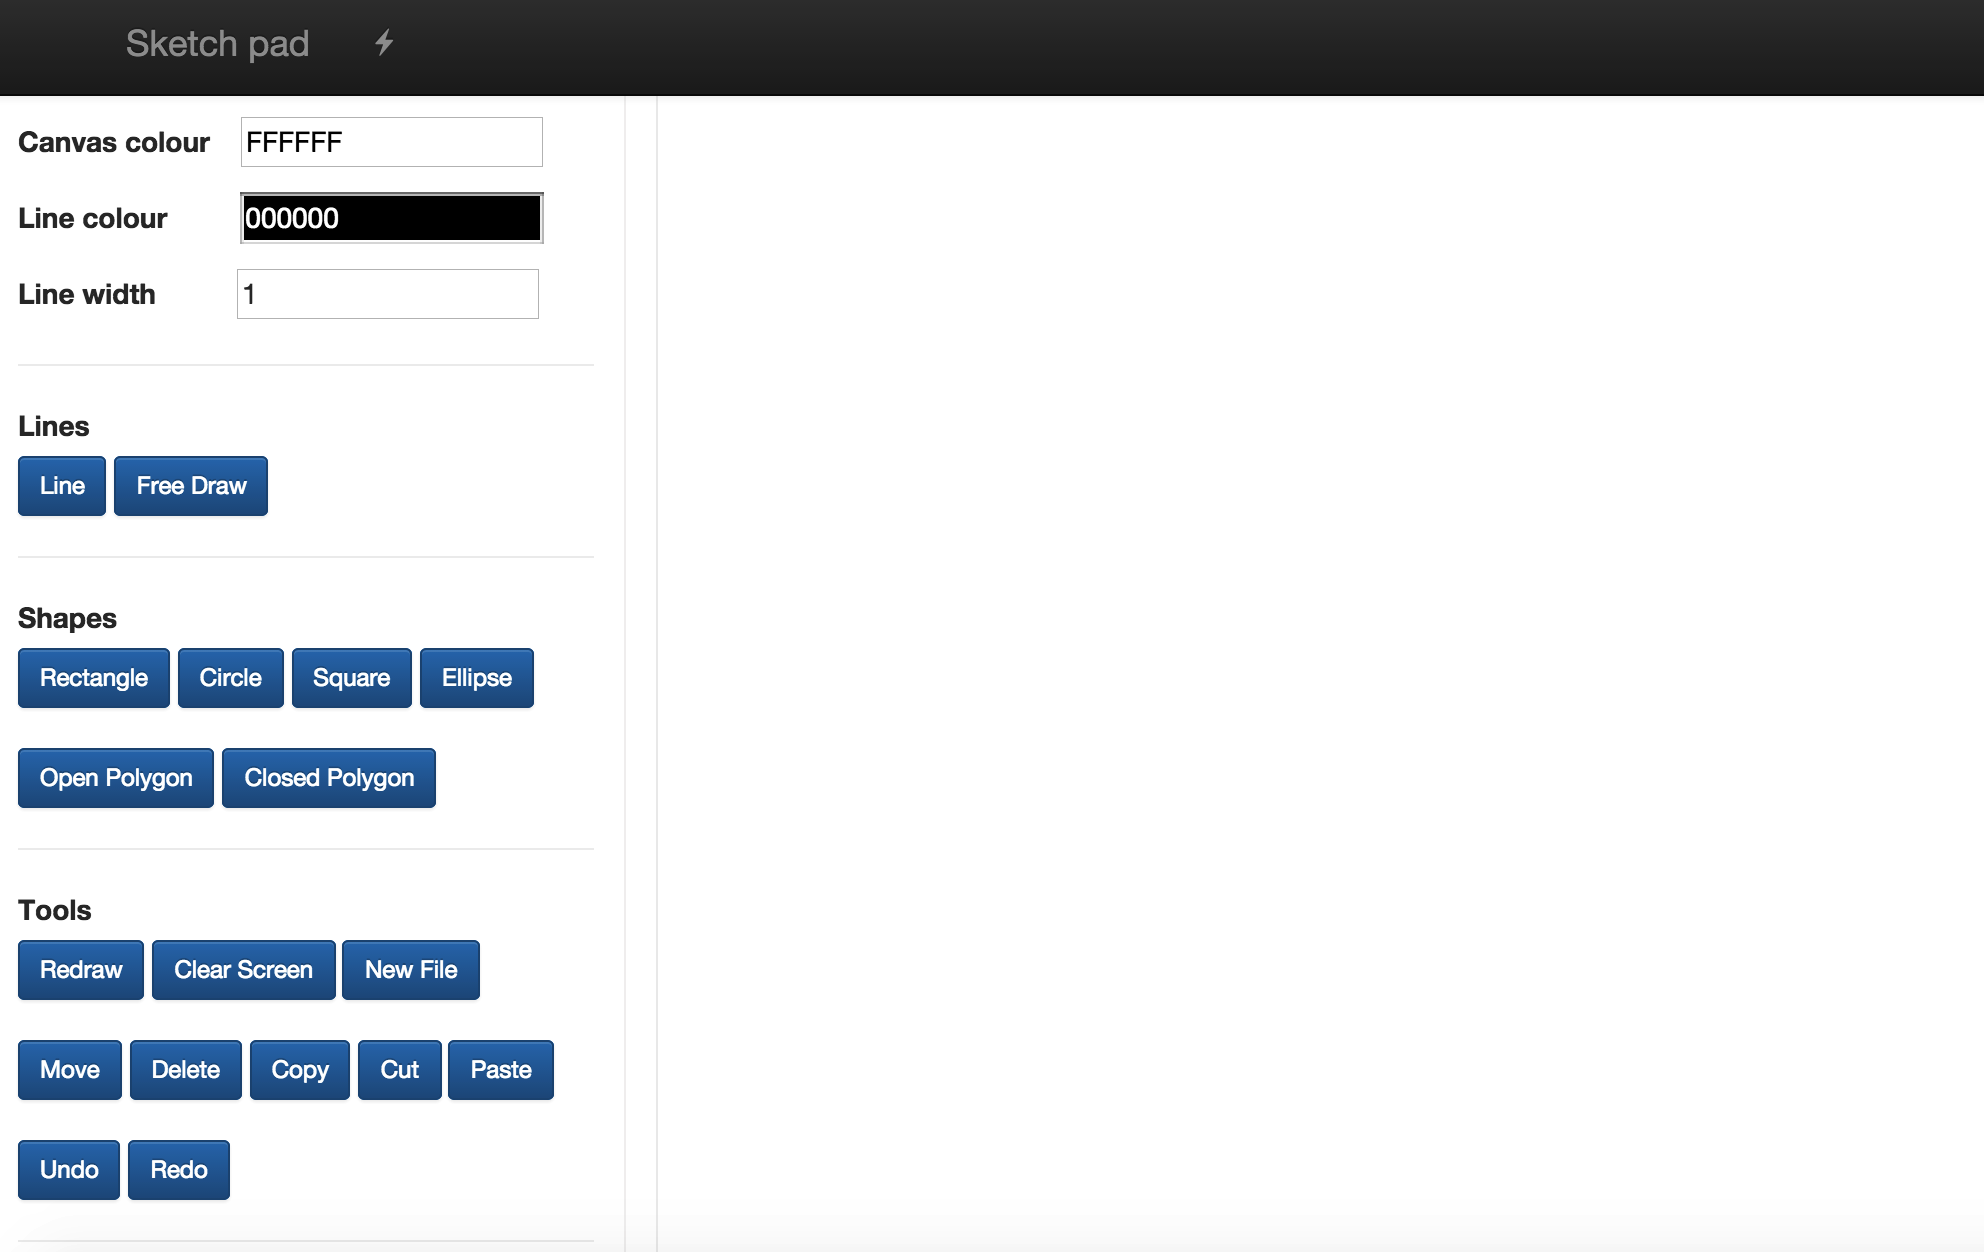 Sketch pad
Canvas colour FFFFFF
Line colour 000000
Line width 1
Lines
Line Free Draw
Shapes
Rectangle Circle Square Ellipse
Open Polygon Closed Polygon
Tools
Redraw Clear Screen New File
Move Delete Copy Cut Paste
Undo Redo